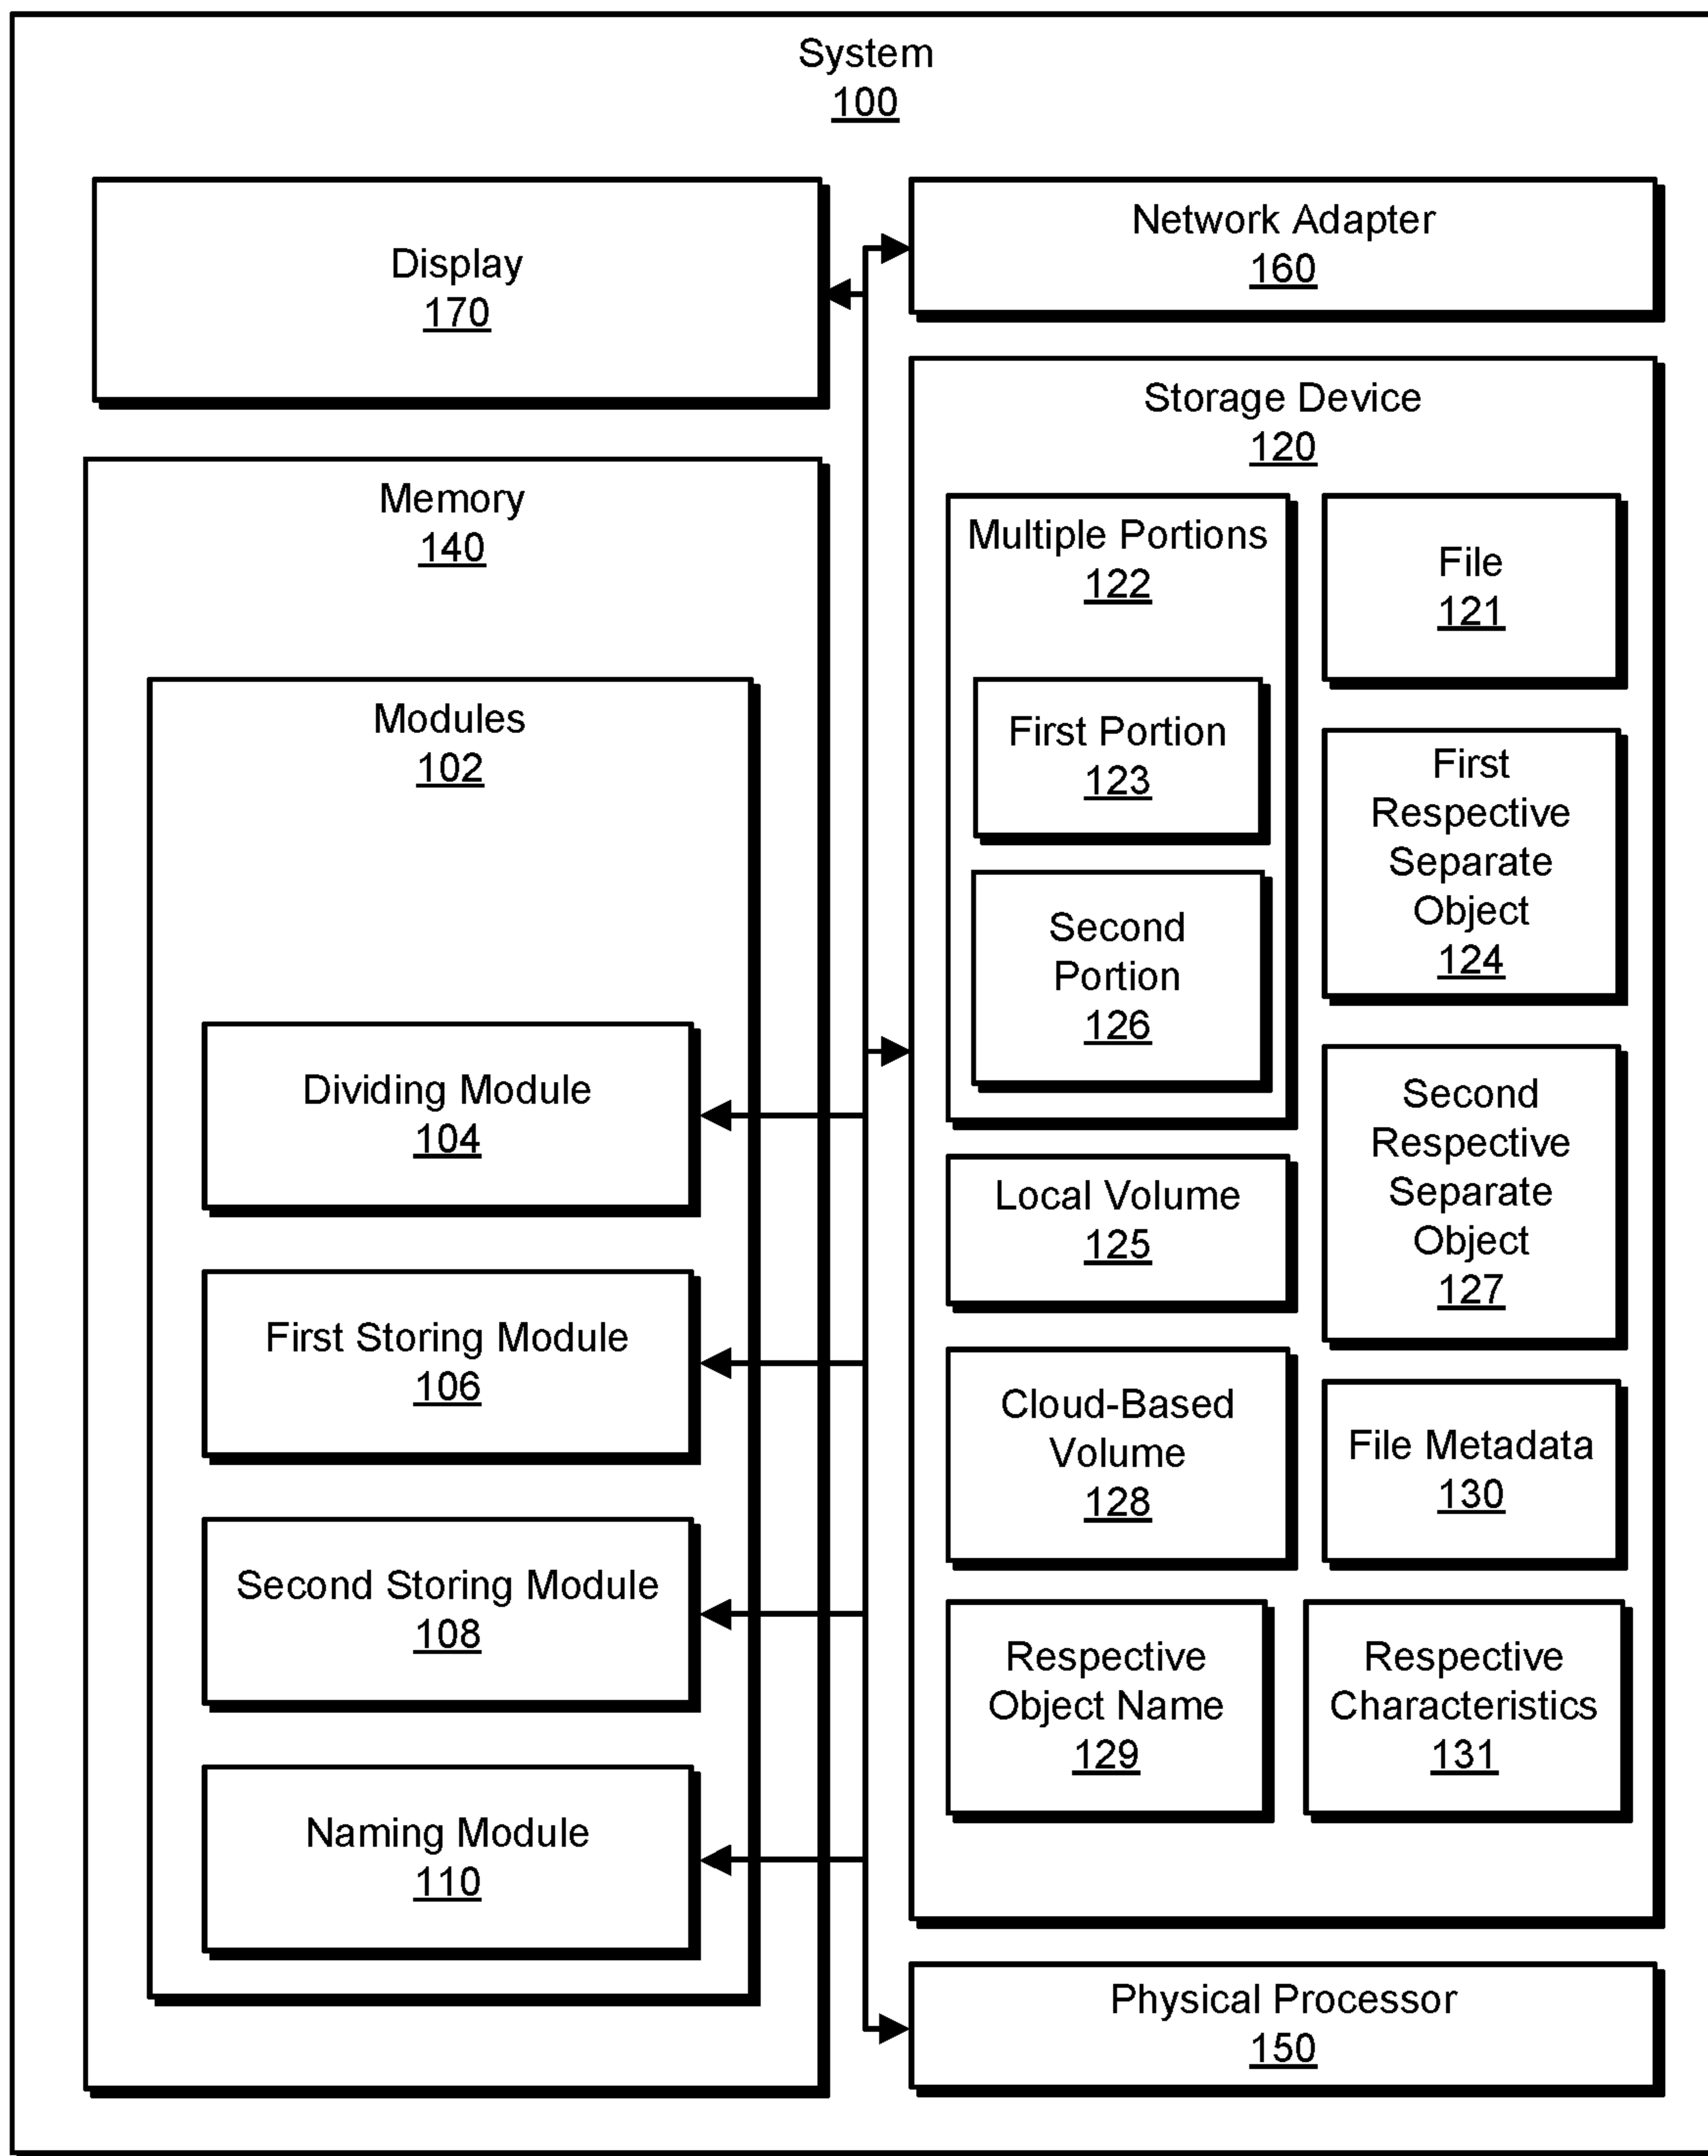 System
100
Display
170
Network Adapter
160
Memory
140
Modules
102
Dividing Module
104
First Storing Module
106
Second Storing Module
108
Naming Module
110
Storage Device
120
Multiple Portions
122
First Portion
123
Second
Portion
126
File
121
First
Respective
Separate
Object
124
Local Volume
125
Second
Respective
Separate
Object
127
Cloud-Based
Volume
128
File Metadata
130
Respective
Object Name
129
Respective
Characteristics
131
Physical Processor
150